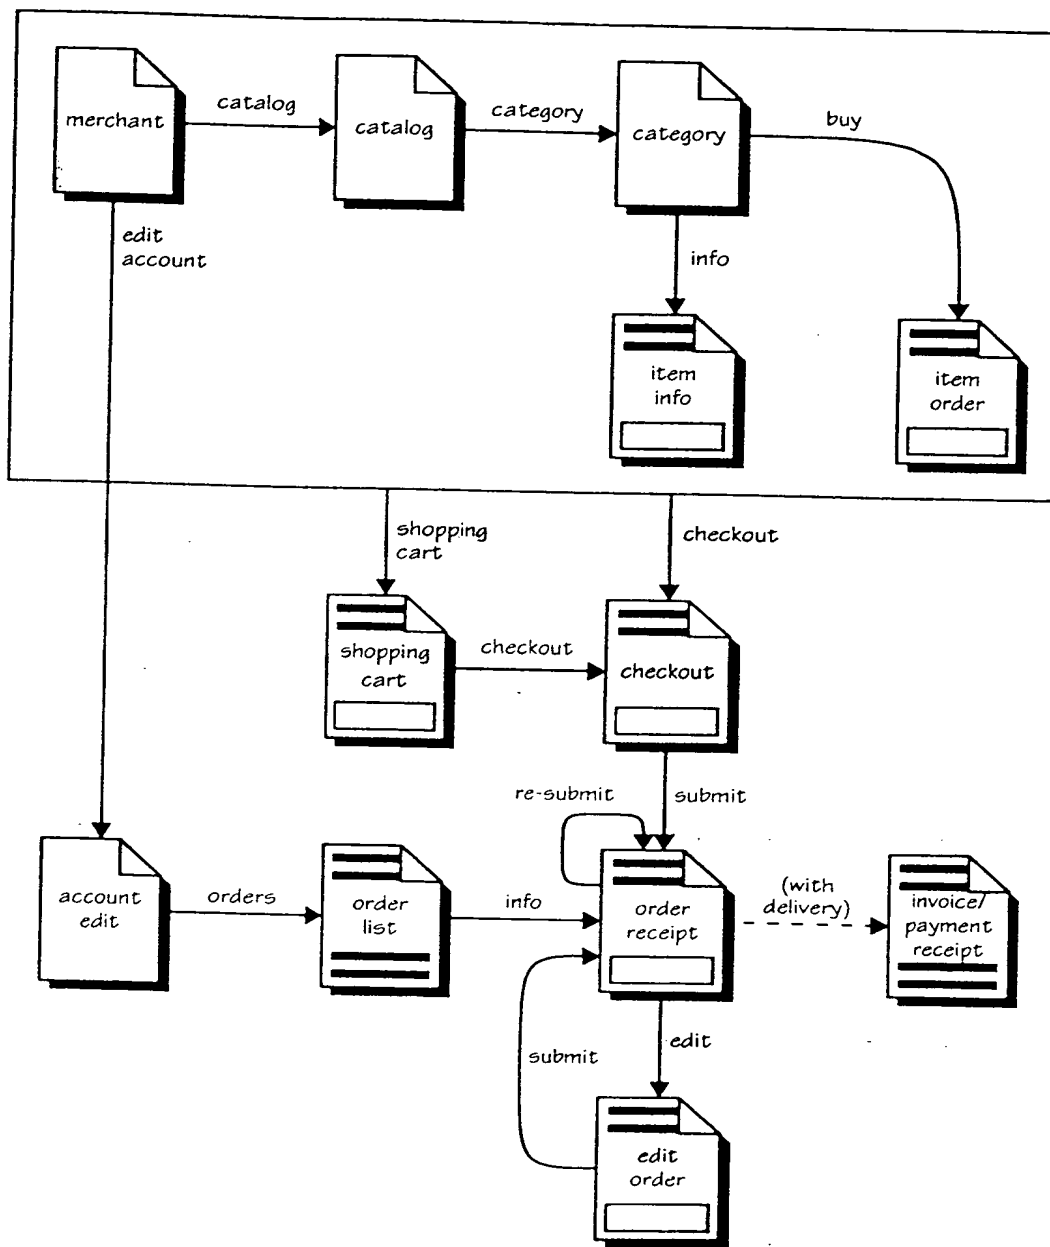 merchant
catalog
catalog
category
category
buy
edit
account
info
item
info
item
order
shopping
cart
checkout
shopping
cart
checkout
checkout
re-submit
submit
account
edit
orders
order
list
info
order
receipt
(with
delivery)
invoice/
payment
receipt
submit
edit
edit
order